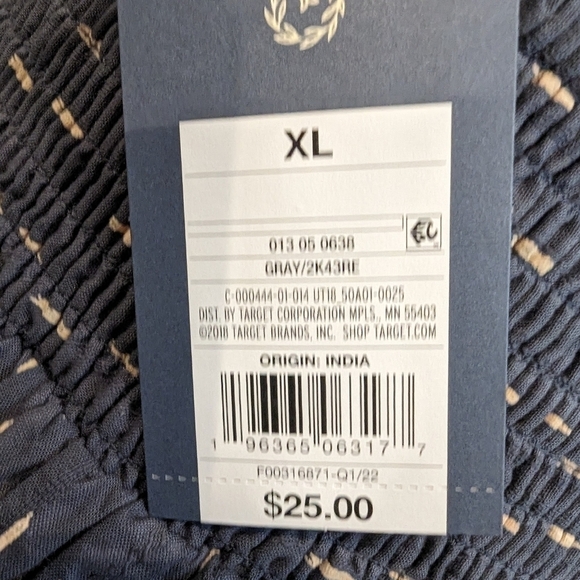 XL
013 05 0638
GRAY/2K43RE
C-000444-01-014 UT18_50A01-0025
DIST. BY TARGET CORPORATION MPLS., MN 55403
©2018 TARGET BRANDS, INC. SHOP TARGET.COM
ORIGIN: INDIA
1 96365 06317 7
F00316871-Q1/22
$25.00